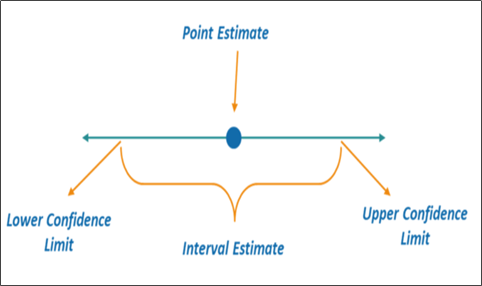 Point Estimate
Lower Confidence
Limit
Interval Estimate
Upper Confidence
Limit